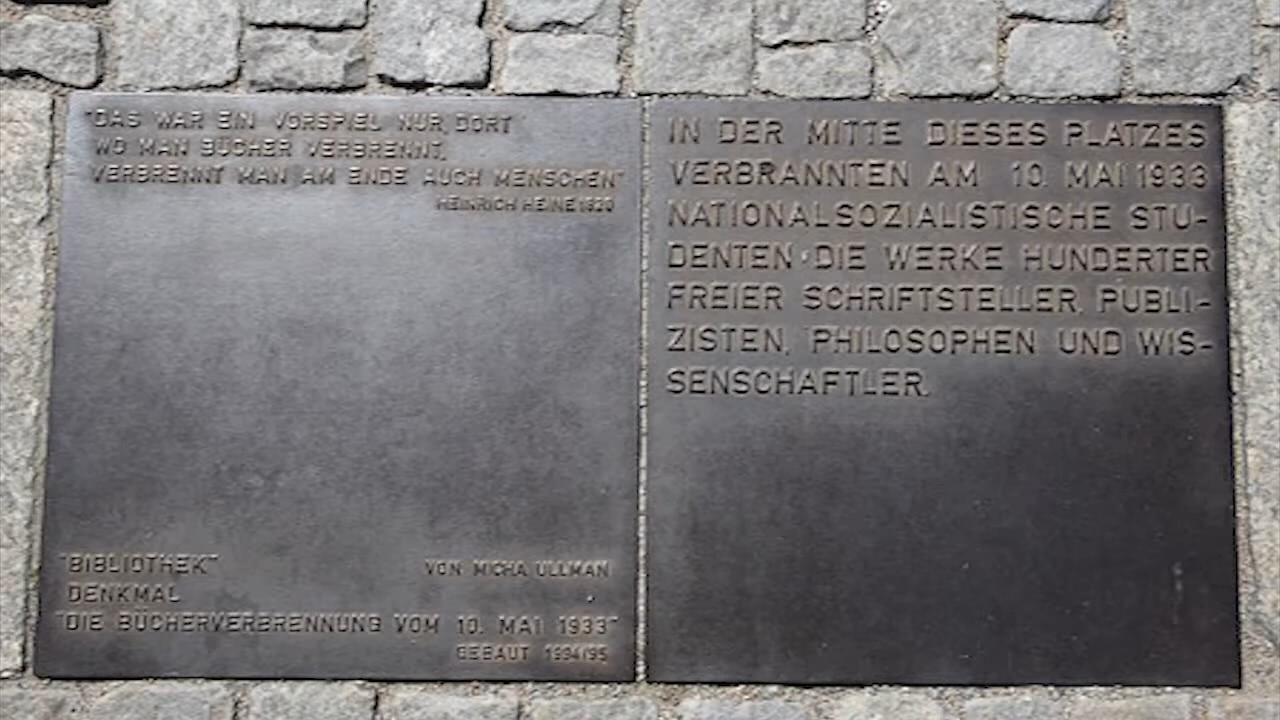 "DAS WAR EIN VORSPIEL NUR, DORT
WO MAN BÜCHER VERBRENNT,
VERBRENNT MAN AM ENDE AUCH MENSCHEN"
HEINRICH HEINE 1820
"BIBLIOTHEK"
VON MICHA ULLMAN
DENKMAL
"DIE BÜCHERVERBRENNUNG VOM 10. MAI 1933"
GEBAUT 1994/95
IN DER MITTE DIESES PLATZES
VERBRANNTEN AM 10. MAI 1933
NATIONALSOZIALISTISCHE STU-
DENTEN DIE WERKE HUNDERTER
FREIER SCHRIFTSTELLER, PUBLI-
ZISTEN, PHILOSOPHEN UND WIS-
SENSCHAFTLER.